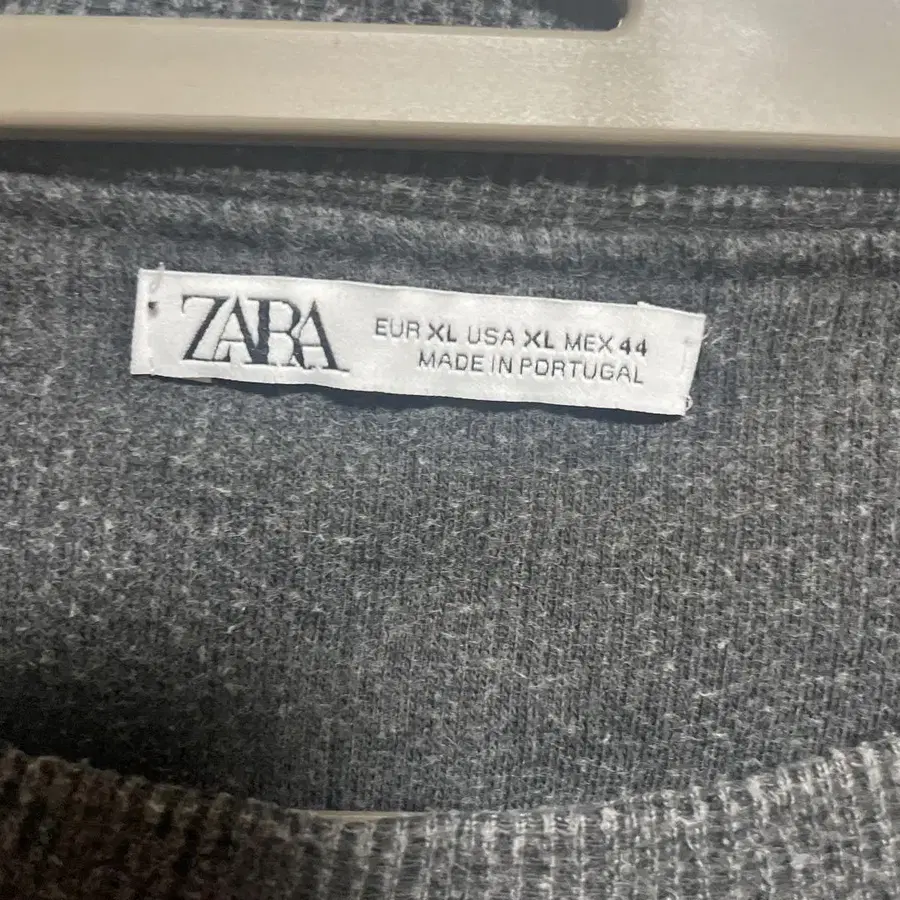 ZARA
EUR XL USA XL MEX 44
MADE IN PORTUGAL